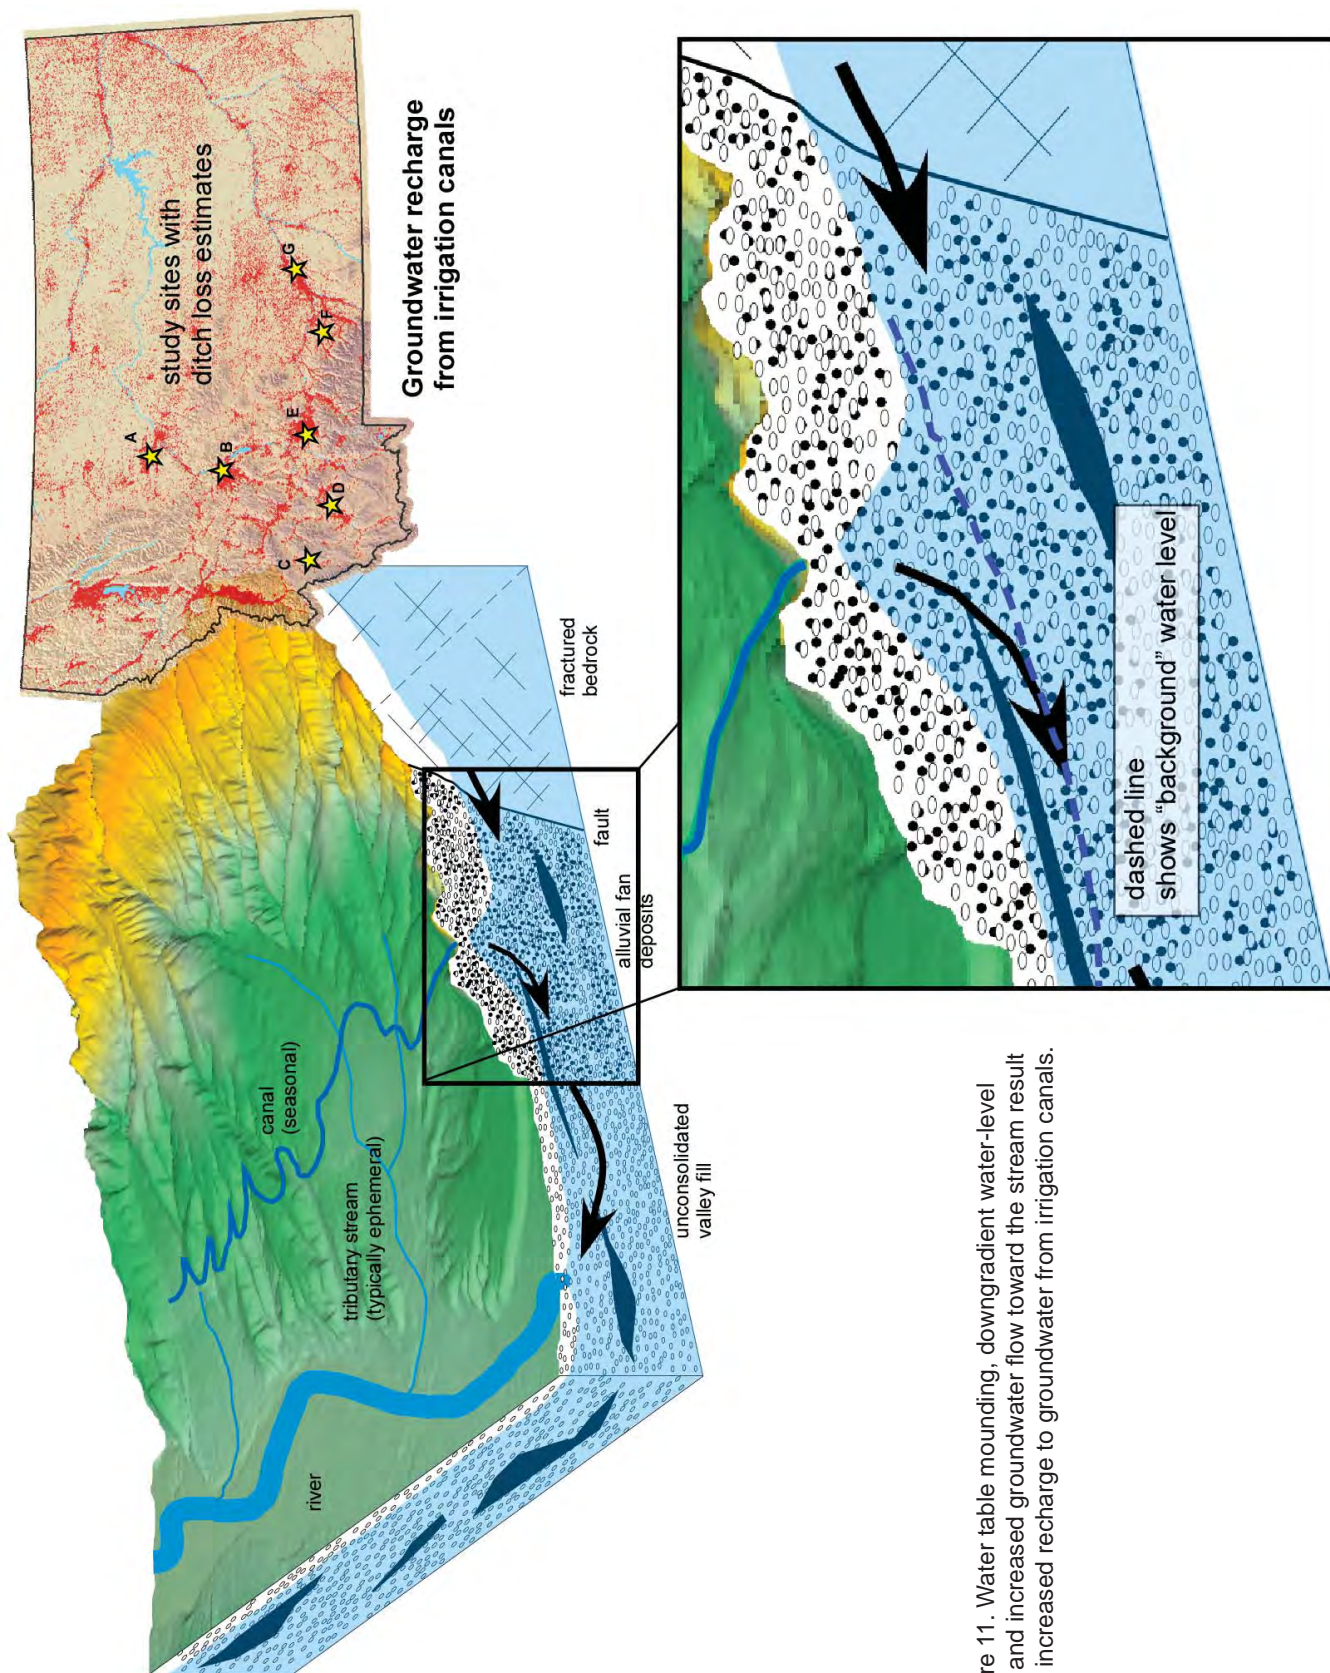 study sites with
ditch loss estimates
A
B
C
D
E
F
G
Groundwater recharge
from irrigation canals
canal
(seasonal)
tributary stream
(typically ephemeral)
river
fractured
bedrock
fault
alluvial fan
deposits
unconsolidated
valley fill
dashed line
shows “background” water level
re 11. Water table mounding, downgradient water-level
and increased groundwater flow toward the stream result
increased recharge to groundwater from irrigation canals.